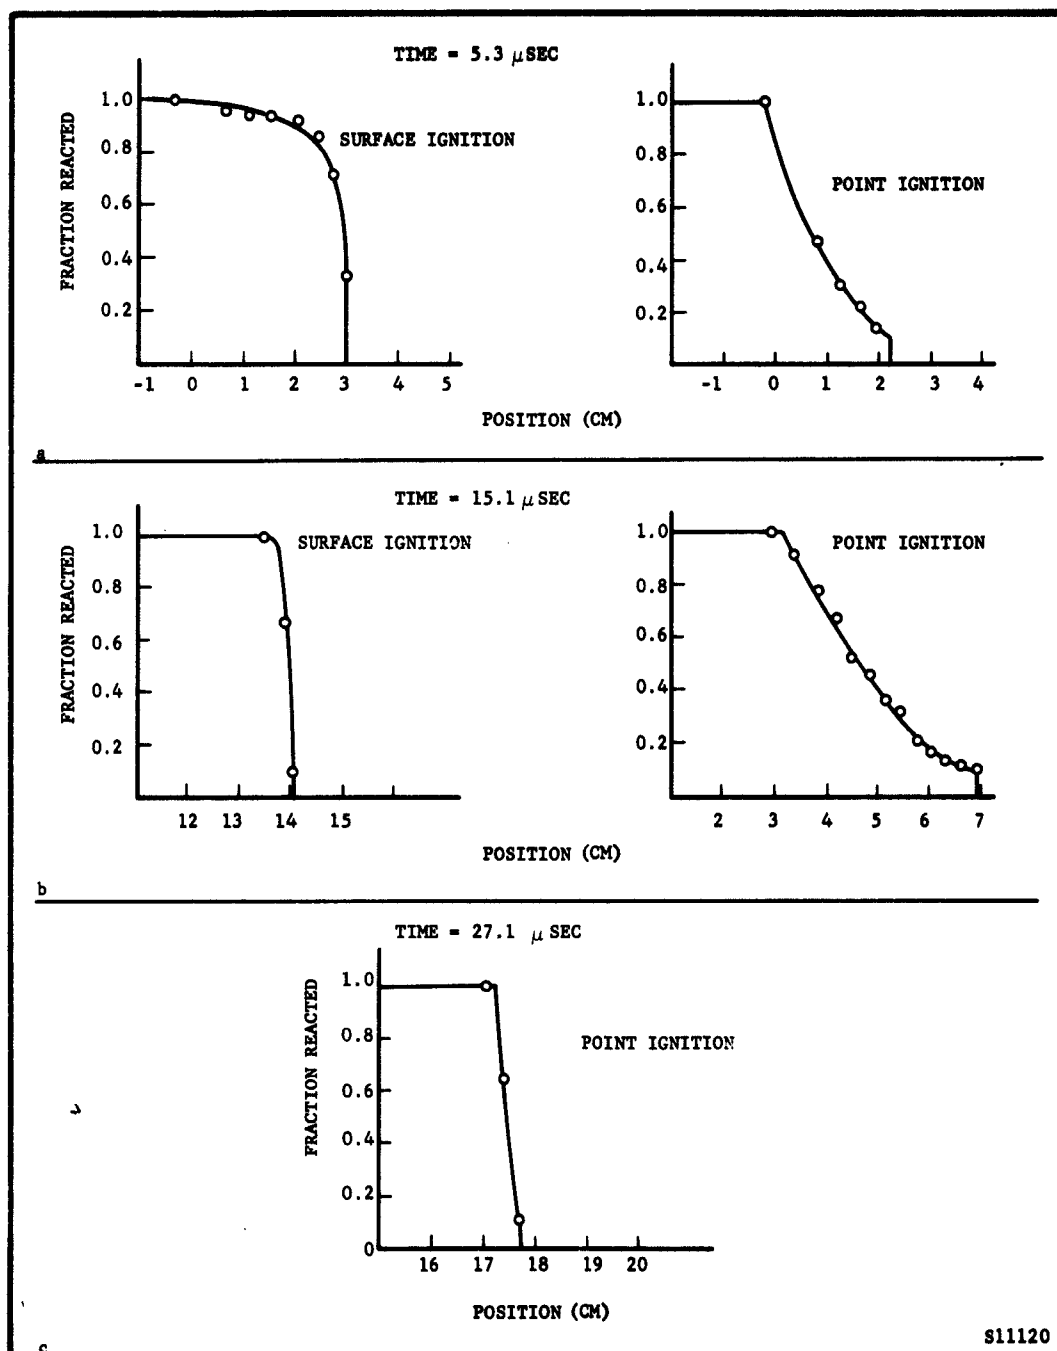 TIME = 5.3 μSEC
FRACTION REACTED
1.0
0.8
0.6
0.4
0.2
SURFACE IGNITION
-1 0 1 2 3 4 5
1.0
0.8
0.6
0.4
0.2
POINT IGNITION
-1 0 1 2 3 4
POSITION (CM)
a
TIME = 15.1 μSEC
FRACTION REACTED
1.0
0.8
0.6
0.4
0.2
SURFACE IGNITION
12 13 14 15
1.0
0.8
0.6
0.4
0.2
POINT IGNITION
2 3 4 5 6 7
POSITION (CM)
b
TIME = 27.1 μSEC
FRACTION REACTED
1.0
0.8
0.6
0.4
0.2
0
POINT IGNITION
16 17 18 19 20
POSITION (CM)
S11120